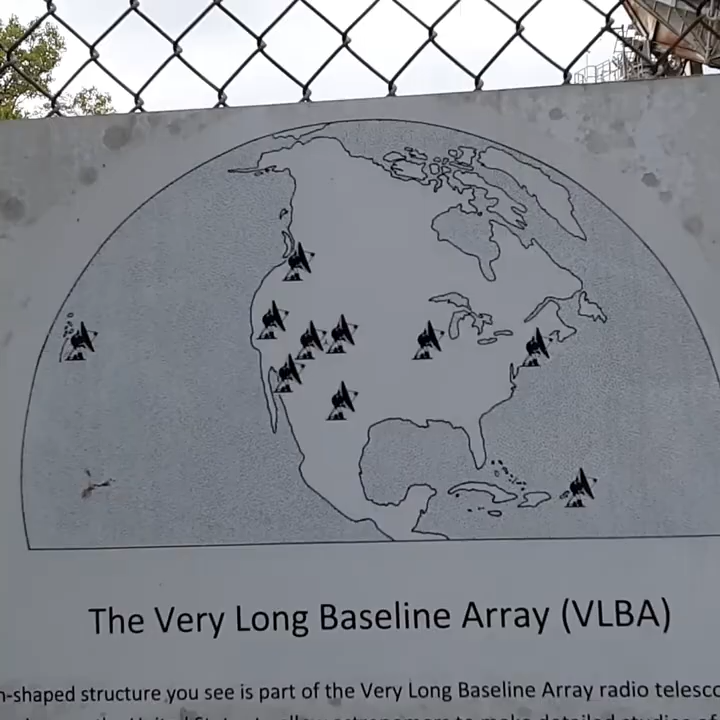 The Very Long Baseline Array (VLBA)
-shaped structure you see is part of the Very Long Baseline Array radio